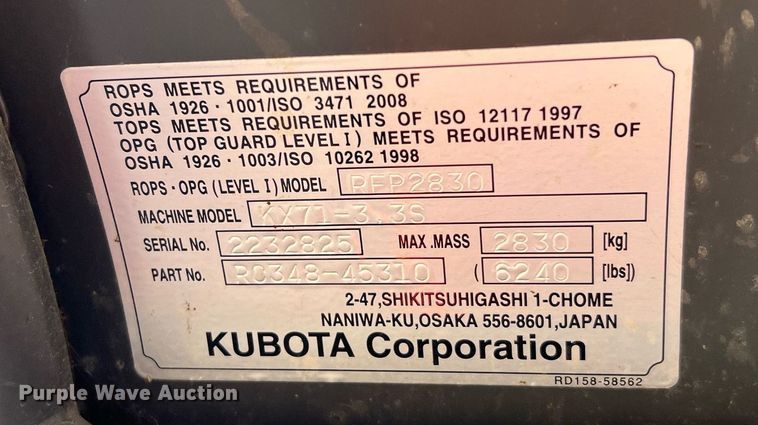 ROPS MEETS REQUIREMENTS OF
OSHA 1926・1001/ISO 3471 2008
TOPS MEETS REQUIREMENTS OF ISO 12117 1997
OPG (TOP GUARD LEVEL I) MEETS REQUIREMENTS OF
OSHA 1926・1003/ISO 10262 1998
ROPS・OPG (LEVEL I) MODEL RFP2830
MACHINE MODEL KX71-3.3S
SERIAL No. 2232825 MAX.MASS 2830 [kg]
PART No. RC348-45310 ( 6240 [lbs])
2-47,SHIKITSUHIGASHI 1-CHOME
NANIWA-KU,OSAKA 556-8601,JAPAN
KUBOTA Corporation
RD158-58562
Purple Wave Auction